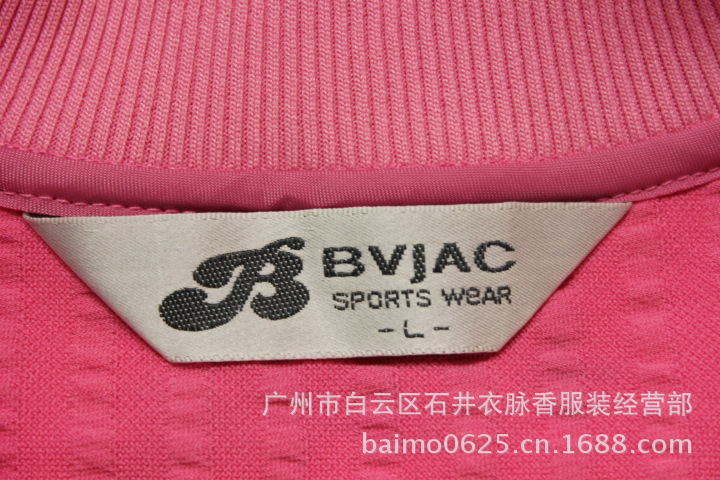 B
BVJAC
SPORTS WEAR
-L-
广州市白云区石井衣脉香服装经营部
baimo0625.cn.1688.com